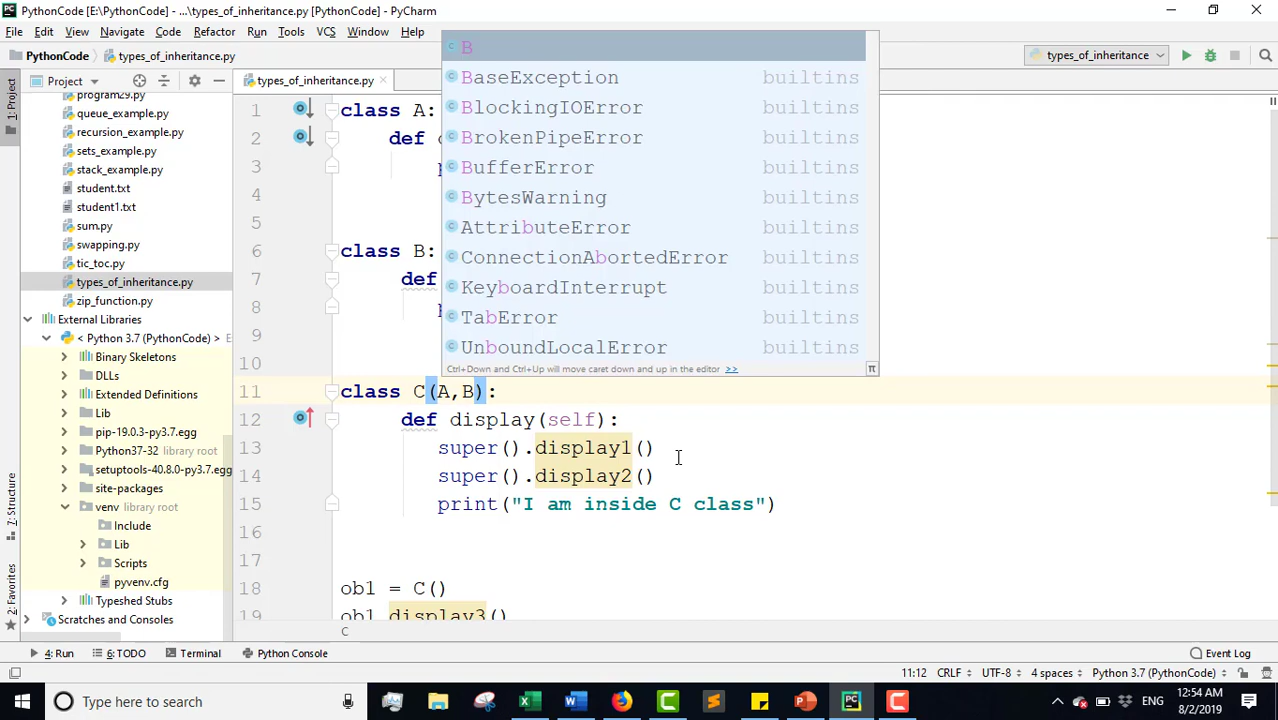 PythonCode [E:\PythonCode] - ...\types_of_inheritance.py [PythonCode] - PyCharm
File Edit View Navigate Code Refactor Run Tools VCS Window Help
PythonCode types_of_inheritance.py types_of_inheritance
1: Project
Project
types_of_inheritance.py
program29.py
queue_example.py
recursion_example.py
sets_example.py
stack_example.py
student.txt
student1.txt
sum.py
swapping.py
tic_toc.py
types_of_inheritance.py
zip_function.py
External Libraries
< Python 3.7 (PythonCode) >
Binary Skeletons
DLLs
Extended Definitions
Lib
pip-19.0.3-py3.7.egg
Python37-32 library root
setuptools-40.8.0-py3.7.egg
site-packages
venv library root
Include
Lib
Scripts
pyvenv.cfg
Typeshed Stubs
Scratches and Consoles
7: Structure
2: Favorites
1 class A:
2 def
3
4
5
6 class B:
7 def
8
9
10
11 class C(A,B):
12 def display(self):
13 super().display1()
14 super().display2()
15 print("I am inside C class")
16
17
18 ob1 = C()
19 ob1.display3()
B
BaseException builtins
BlockingIOError builtins
BrokenPipeError builtins
BufferError builtins
BytesWarning builtins
AttributeError builtins
ConnectionAbortedError builtins
KeyboardInterrupt builtins
TabError builtins
UnboundLocalError builtins
Ctrl+Down and Ctrl+Up will move caret down and up in the editor >> π
C
4: Run 6: TODO Terminal Python Console Event Log
11:12 CRLF UTF-8 4 spaces Python 3.7 (PythonCode)
Type here to search ENG 12:54 AM
8/2/2019